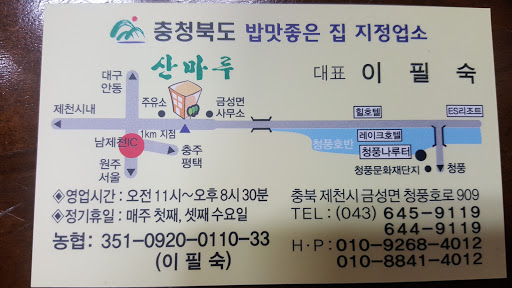 충청북도 밥맛좋은 집 지정업소
산마루
대표 이 필 숙
대구
안동
제천시내
주유소
금성면
사무소
힐호텔
ES리조트
남제천IC
1km 지점
청풍호반
레이크호텔
청풍나루터
원주
서울
충주
평택
청풍문화재단지
청풍
◈영업시간 : 오전 11시~오후 8시 30분
◈정기휴일 : 매주 첫째, 셋째 수요일
농협: 351-0920-0110-33
(이 필 숙)
충북 제천시 금성면 청풍호로 909
TEL : (043) 645-9119
644-9119
H·P : 010-9268-4012
010-8841-4012